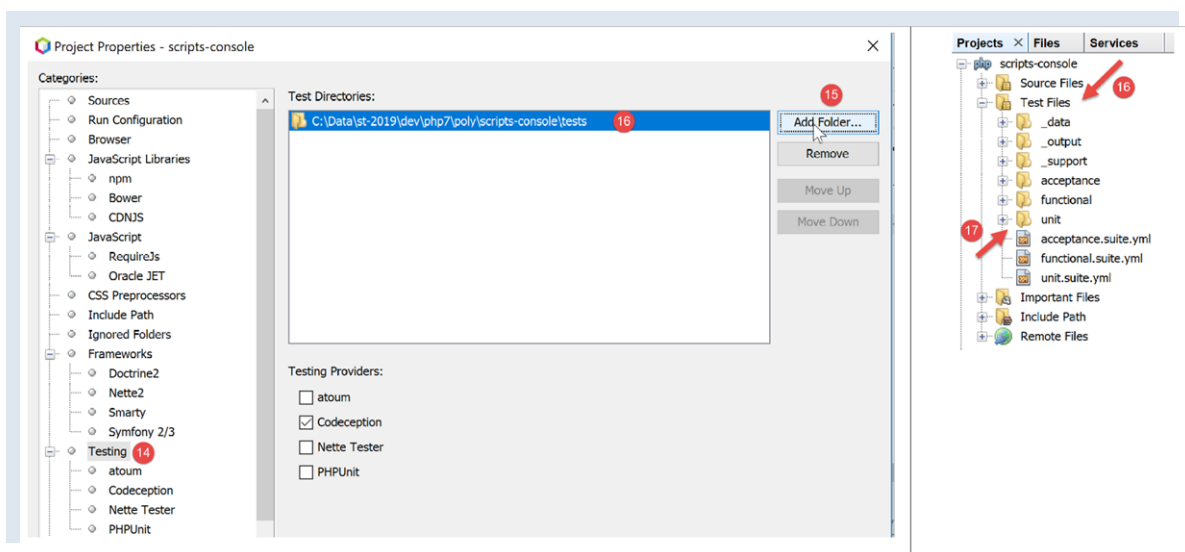 Project Properties - scripts-console
Categories:
Sources
Run Configuration
Browser
JavaScript Libraries
npm
Bower
CDNJS
JavaScript
RequireJs
Oracle JET
CSS Preprocessors
Include Path
Ignored Folders
Frameworks
Doctrine2
Nette2
Smarty
Symfony 2/3
Testing 14
atoum
Codeception
Nette Tester
PHPUnit
Test Directories:
15
C:\Data\st-2019\dev\php7\poly\scripts-console\tests 16
Add Folder...
Remove
Move Up
Move Down
Testing Providers:
atoum
Codeception
Nette Tester
PHPUnit
Projects Files Services
php scripts-console
Source Files
16
Test Files
_data
_output
_support
acceptance
functional
unit
17
acceptance.suite.yml
functional.suite.yml
unit.suite.yml
Important Files
Include Path
Remote Files